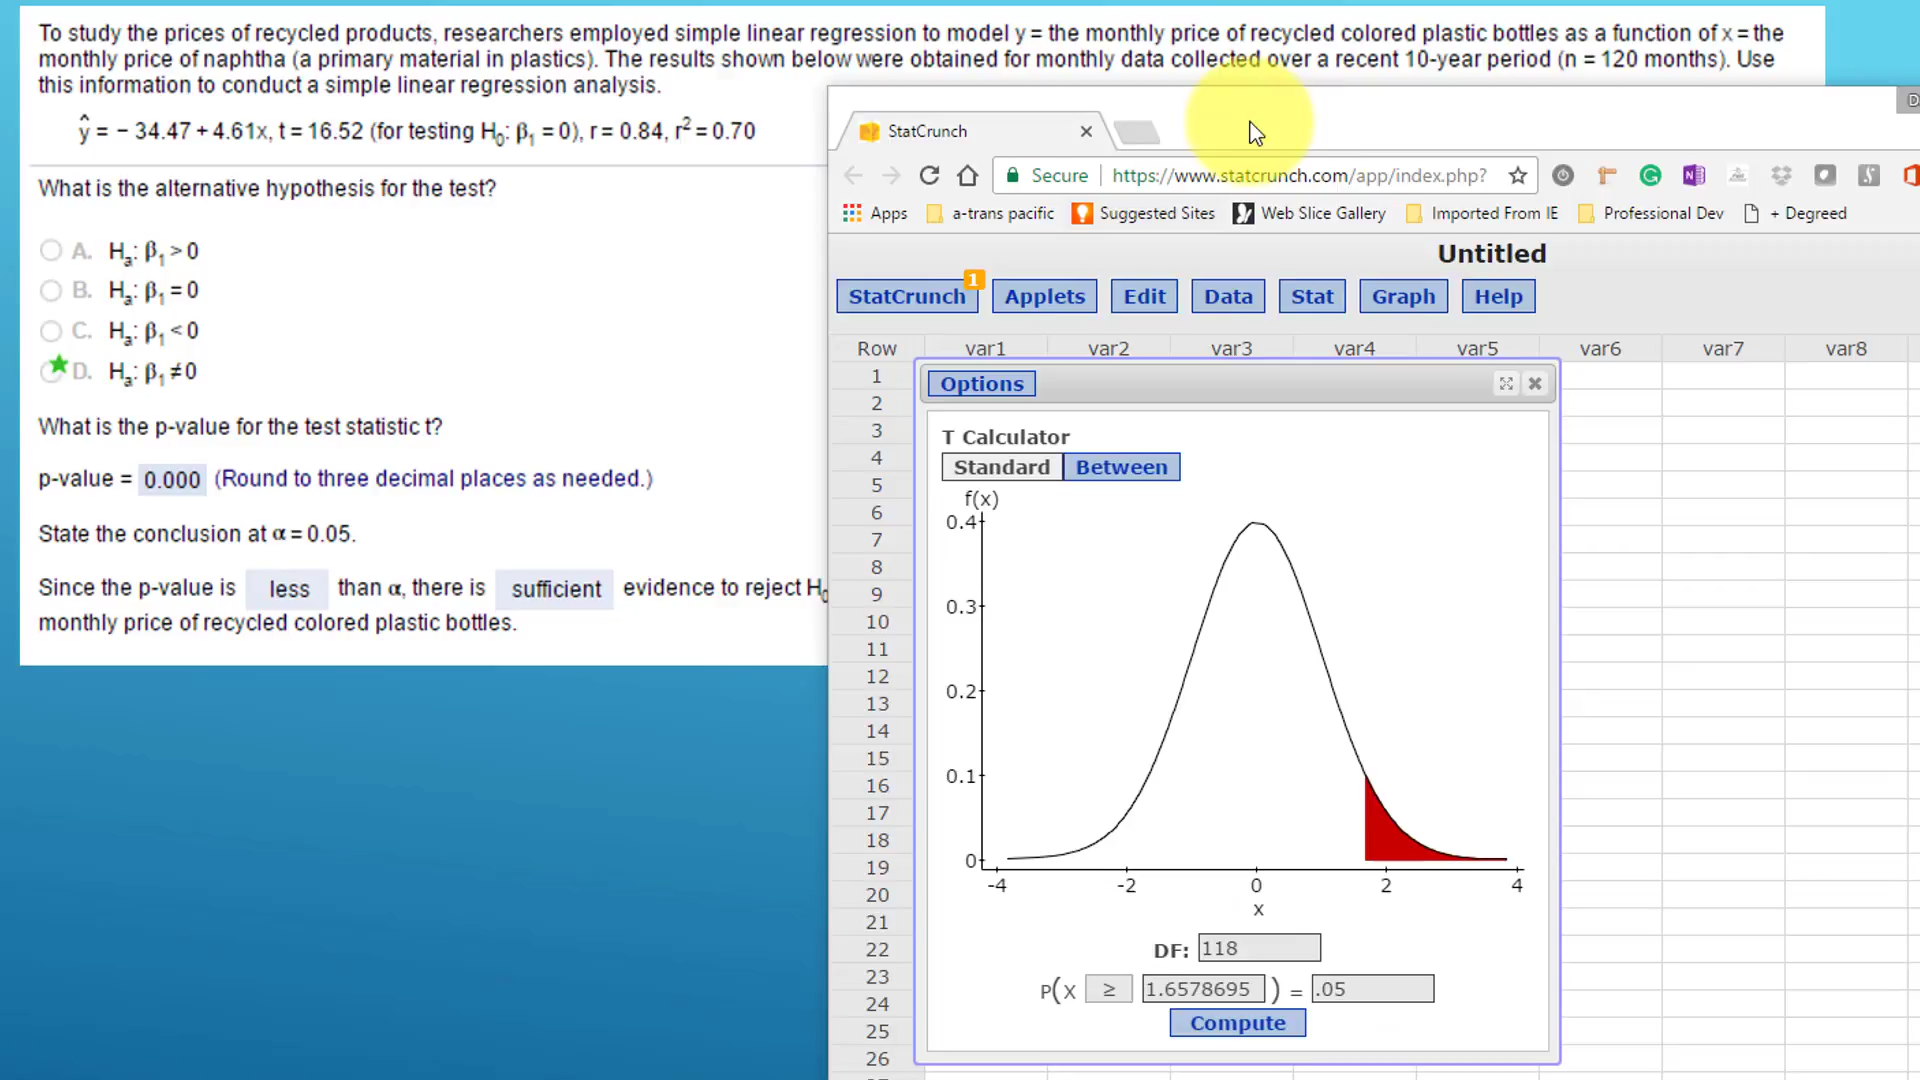 To study the prices of recycled products, researchers employed simple linear regression to model y = the monthly price of recycled colored plastic bottles as a function of x = the
monthly price of naphtha (a primary material in plastics). The results shown below were obtained for monthly data collected over a recent 10-year period (n = 120 months). Use
this information to conduct a simple linear regression analysis.
ŷ = − 34.47 + 4.61x, t = 16.52 (for testing H0: β1 = 0), r = 0.84, r² = 0.70
What is the alternative hypothesis for the test?
A. Ha: β1 > 0
B. Ha: β1 = 0
C. Ha: β1 < 0
D. Ha: β1 ≠ 0
What is the p-value for the test statistic t?
p-value = 0.000 (Round to three decimal places as needed.)
State the conclusion at α = 0.05.
Since the p-value is less than α, there is sufficient evidence to reject H0
monthly price of recycled colored plastic bottles.
StatCrunch
Secure https://www.statcrunch.com/app/index.php?
Apps a-trans pacific Suggested Sites Web Slice Gallery Imported From IE Professional Dev + Degreed
Untitled
StatCrunch 1 Applets Edit Data Stat Graph Help
Row var1 var2 var3 var4 var5 var6 var7 var8
1
2
3
4
5
6
7
8
9
10
11
12
13
14
15
16
17
18
19
20
21
22
23
24
25
26
Options
T Calculator
Standard Between
f(x)
0.4
0.3
0.2
0.1
0
-4 -2 0 2 4
x
DF: 118
P(X ≥ 1.6578695 ) = .05
Compute